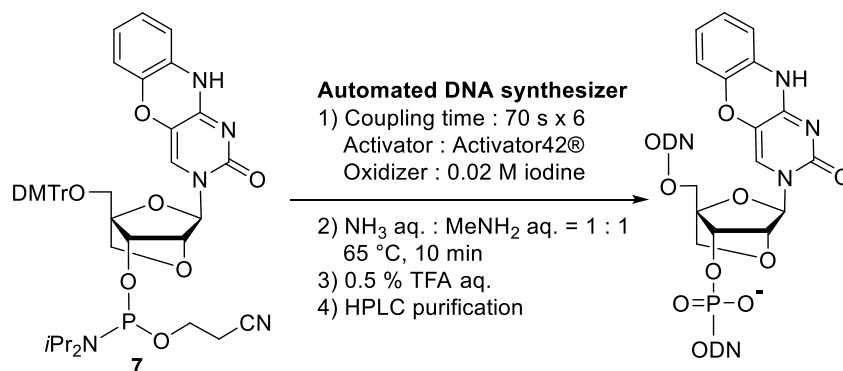 NH
O
N
N
O
DMTrO
O
O
O
P
iPr₂N
O
CN
7
Automated DNA synthesizer
1) Coupling time : 70 s x 6
Activator : Activator42®
Oxidizer : 0.02 M iodine
2) NH₃ aq. : MeNH₂ aq. = 1 : 1
65 °C, 10 min
3) 0.5 % TFA aq.
4) HPLC purification
NH
O
N
ODN
N
O
O
O
O
O
O=P-O⁻
ODN